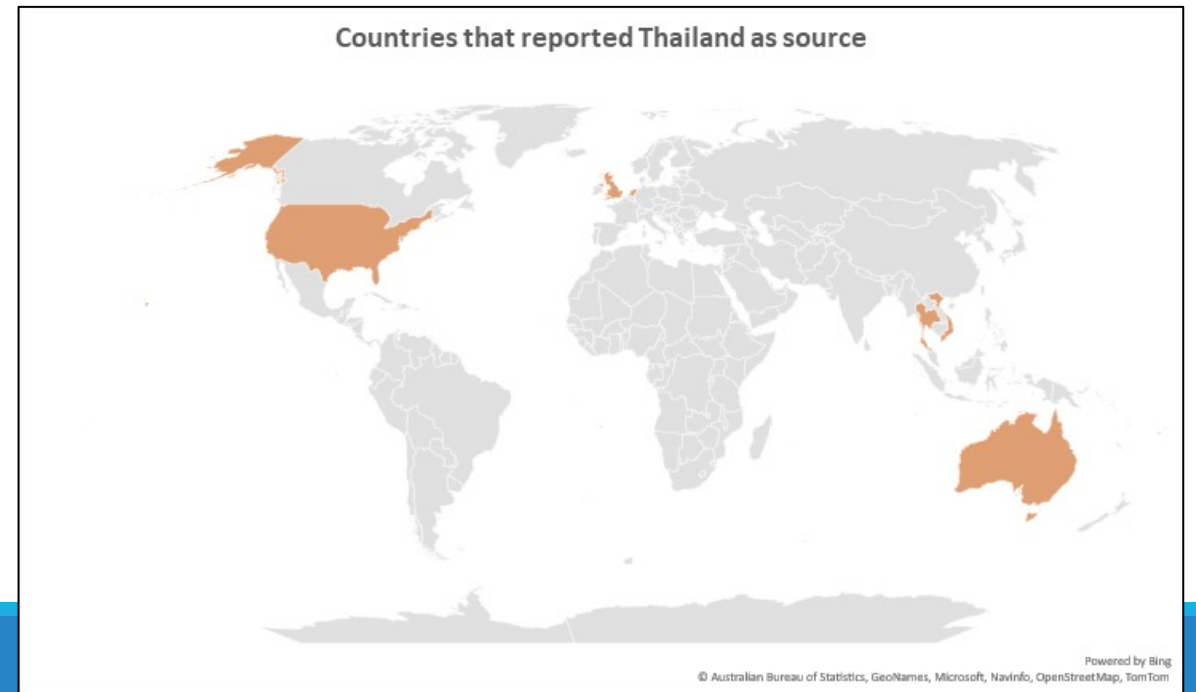 Countries that reported Thailand as source
Powered by Bing
© Australian Bureau of Statistics, GeoNames, Microsoft, Navinfo, OpenStreetMap, TomTom